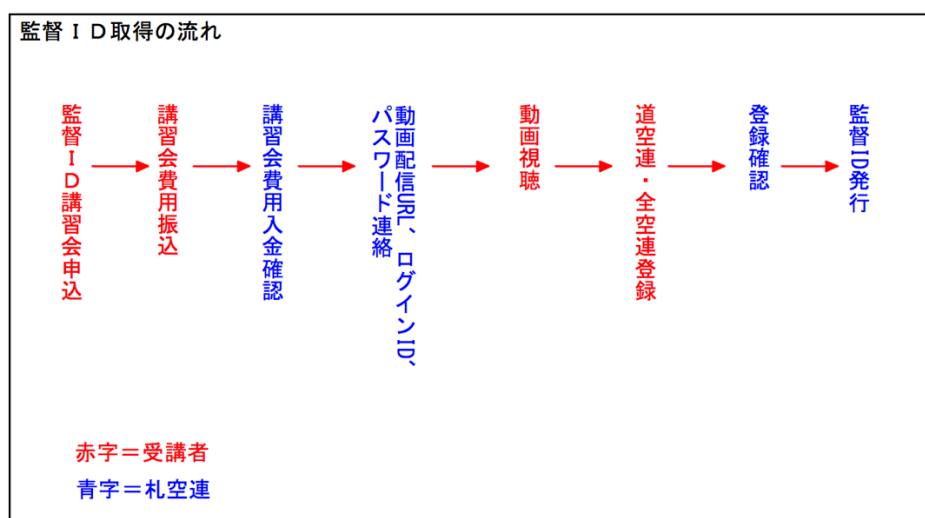 監督ＩＤ取得の流れ
監督ＩＤ講習会申込
講習会費用振込
講習会費用入金確認
動画配信URL、ログインID、
パスワード連絡
動画視聴
道空連・全空連登録
登録確認
監督ID発行
赤字＝受講者
青字＝札空連